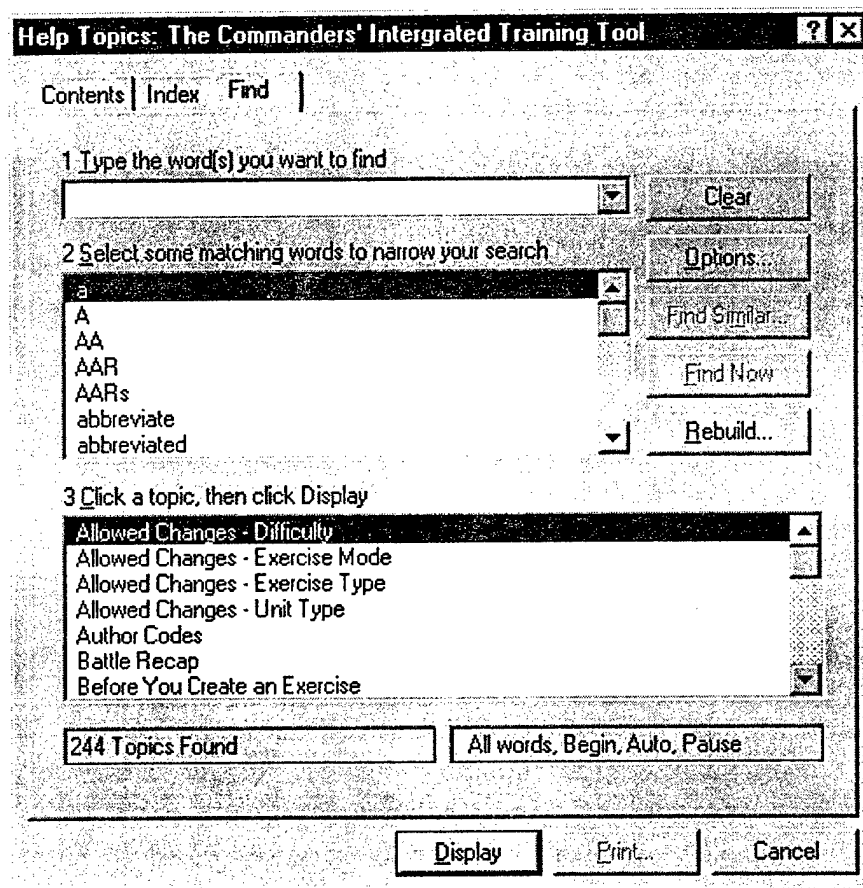 Help Topics: The Commanders' Intergrated Training Tool
Contents Index Find
1 Type the word(s) you want to find
Clear
2 Select some matching words to narrow your search
Options...
a
A
AA
AAR
AARs
abbreviate
abbreviated
Find Similar...
Find Now
Rebuild...
3 Click a topic, then click Display
Allowed Changes - Difficulty
Allowed Changes - Exercise Mode
Allowed Changes - Exercise Type
Allowed Changes - Unit Type
Author Codes
Battle Recap
Before You Create an Exercise
244 Topics Found
All words, Begin, Auto, Pause
Display Print... Cancel